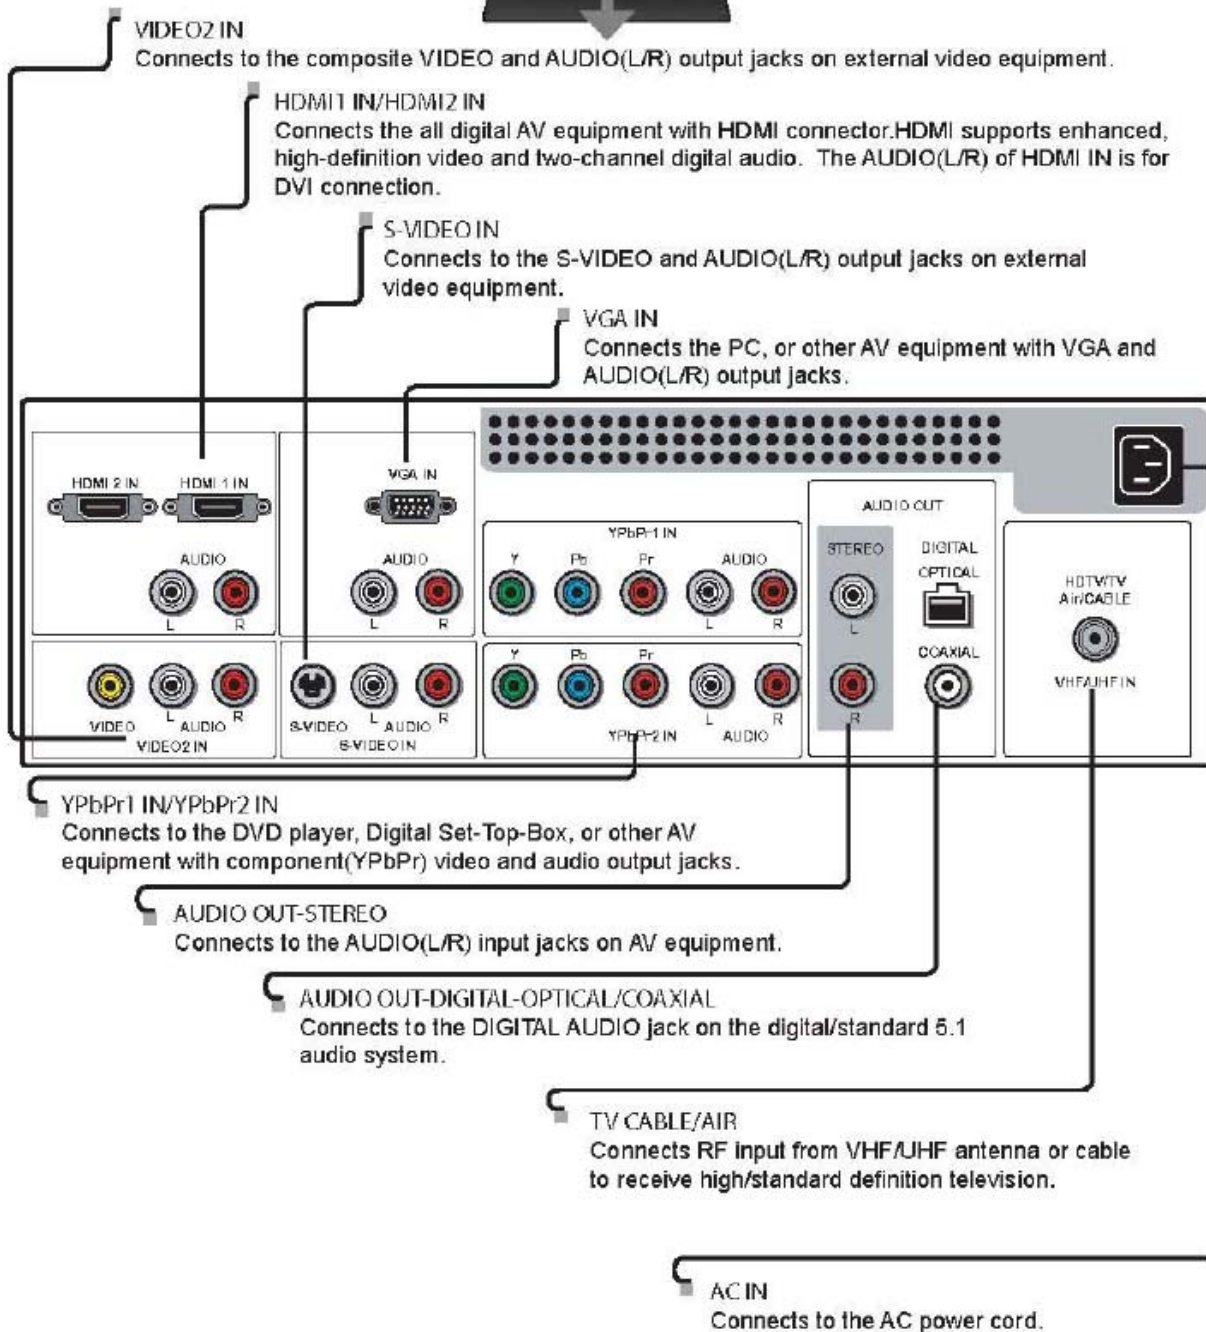 VIDEO2 IN
Connects to the composite VIDEO and AUDIO(L/R) output jacks on external video equipment.
HDMI1 IN/HDMI2 IN
Connects the all digital AV equipment with HDMI connector.HDMI supports enhanced,
high-definition video and two-channel digital audio. The AUDIO(L/R) of HDMI IN is for
DVI connection.
S-VIDEO IN
Connects to the S-VIDEO and AUDIO(L/R) output jacks on external
video equipment.
VGA IN
Connects the PC, or other AV equipment with VGA and
AUDIO(L/R) output jacks.
HDMI 2 IN HDMI 1 IN
AUDIO
L R
VGA IN
AUDIO
L R
YPbPr1 IN
Y Pb Pr AUDIO
L R
AUDIO OUT
STEREO
L
R
DIGITAL
OPTICAL
COAXIAL
HDTV/TV
Air/CABLE
VHF/UHF IN
VIDEO L AUDIO R
VIDEO2 IN
S-VIDEO L AUDIO R
S-VIDEO IN
Y Pb Pr
L R
YPbPr2 IN AUDIO
YPbPr1 IN/YPbPr2 IN
Connects to the DVD player, Digital Set-Top-Box, or other AV
equipment with component(YPbPr) video and audio output jacks.
AUDIO OUT-STEREO
Connects to the AUDIO(L/R) input jacks on AV equipment.
AUDIO OUT-DIGITAL-OPTICAL/COAXIAL
Connects to the DIGITAL AUDIO jack on the digital/standard 5.1
audio system.
TV CABLE/AIR
Connects RF input from VHF/UHF antenna or cable
to receive high/standard definition television.
AC IN
Connects to the AC power cord.